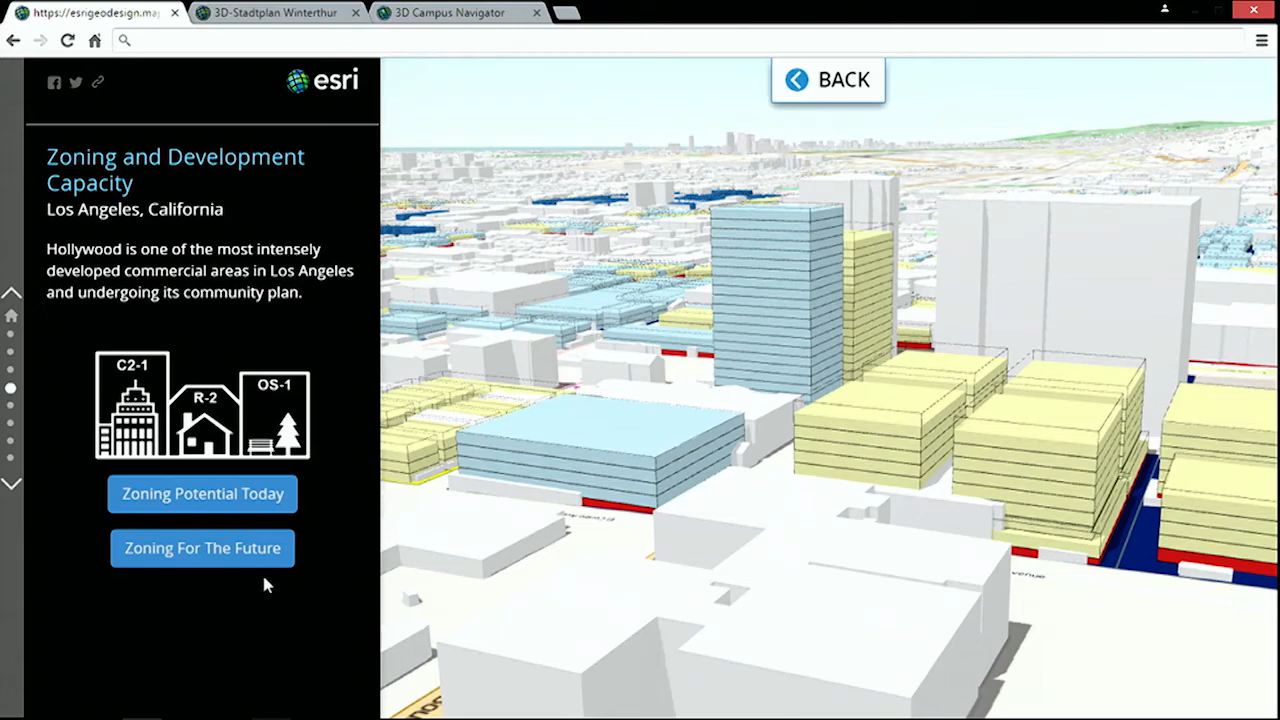 https://esrigeodesign.ma
3D-Stadtplan Winterthur
3D Campus Navigator
esri
BACK
Zoning and Development
Capacity
Los Angeles, California
Hollywood is one of the most intensely
developed commercial areas in Los Angeles
and undergoing its community plan.
C2-1
R-2
OS-1
Zoning Potential Today
Zoning For The Future